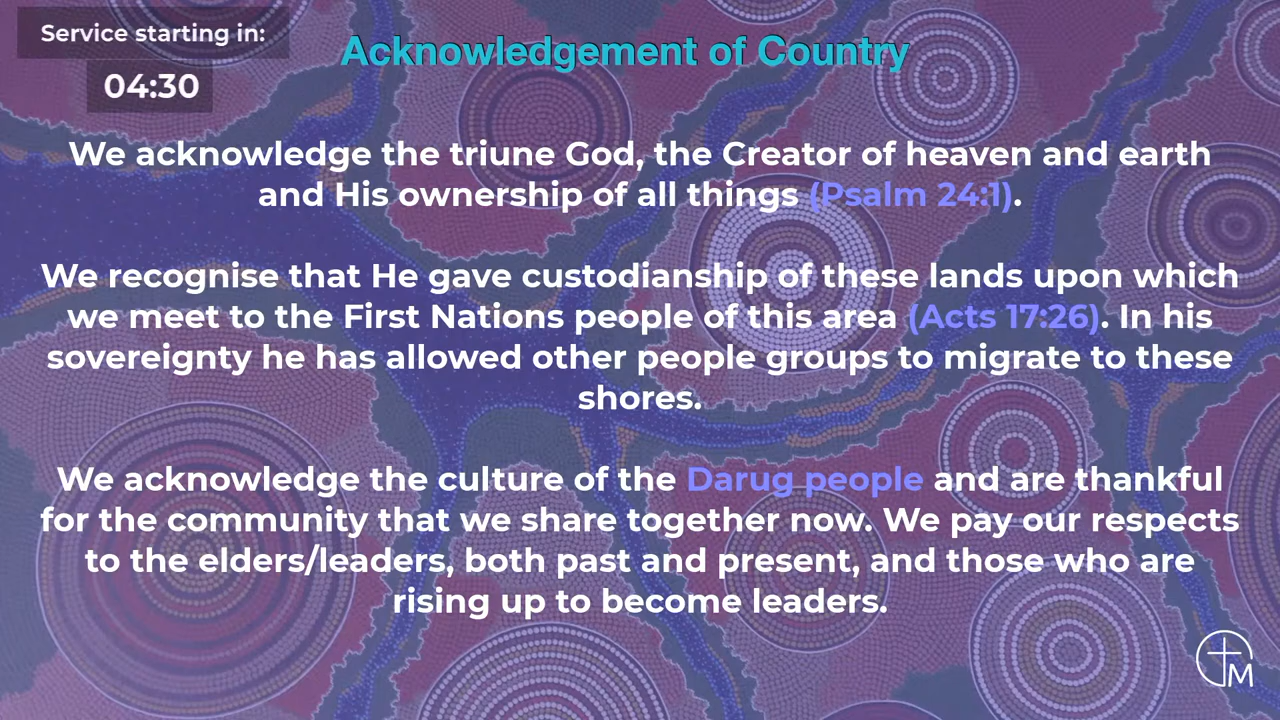 Service starting in:
04:30
Acknowledgement of Country
We acknowledge the triune God, the Creator of heaven and earth
and His ownership of all things (Psalm 24:1).
We recognise that He gave custodianship of these lands upon which
we meet to the First Nations people of this area (Acts 17:26). In his
sovereignty he has allowed other people groups to migrate to these
shores.
We acknowledge the culture of the Darug people and are thankful
for the community that we share together now. We pay our respects
to the elders/leaders, both past and present, and those who are
rising up to become leaders.
M